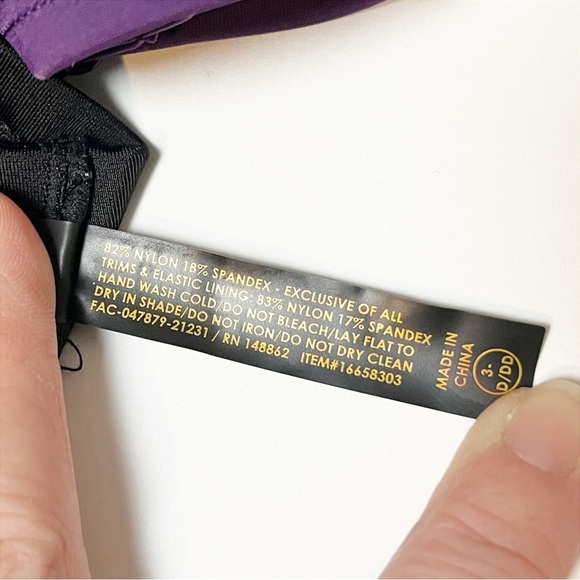 82% NYLON 18% SPANDEX - EXCLUSIVE OF ALL
TRIMS & ELASTIC LINING: 83% NYLON 17% SPANDEX
HAND WASH COLD/DO NOT BLEACH/LAY FLAT TO
DRY IN SHADE/DO NOT IRON/DO NOT DRY CLEAN
FAC-047879-21231 / RN 148862 ITEM#16658303
MADE IN
CHINA
3-
D/DD